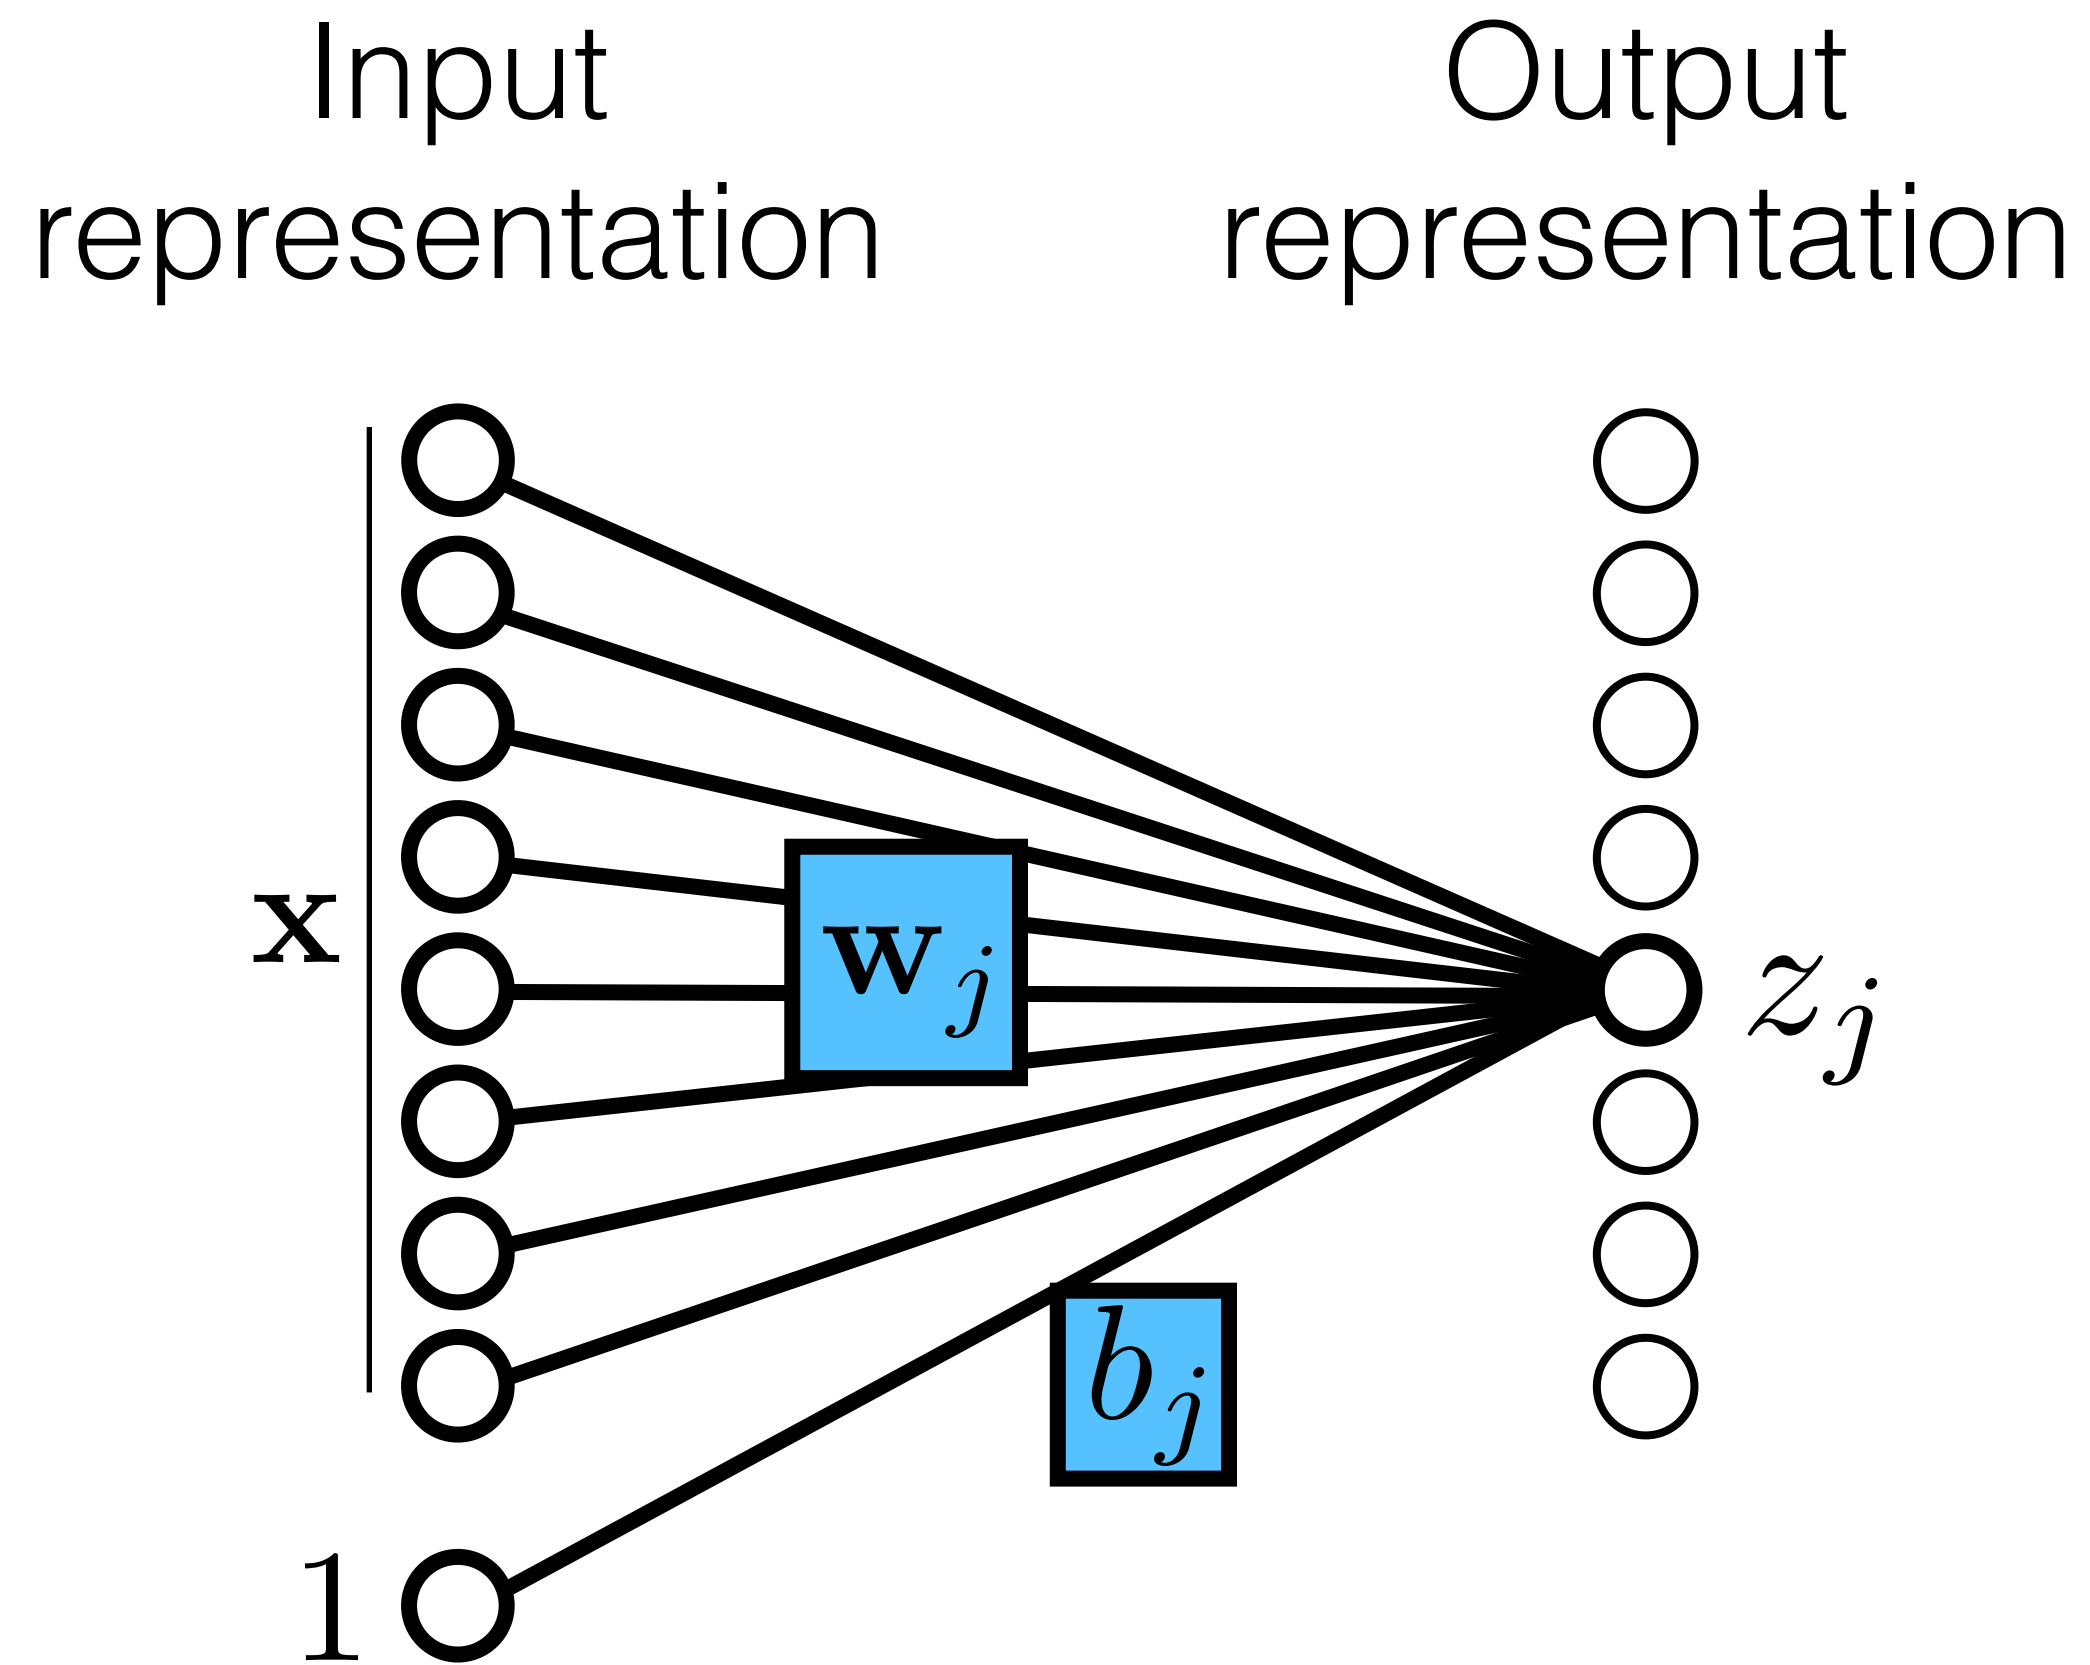 Input
representation
Output
representation
x
w_j
z_j
b_j
1